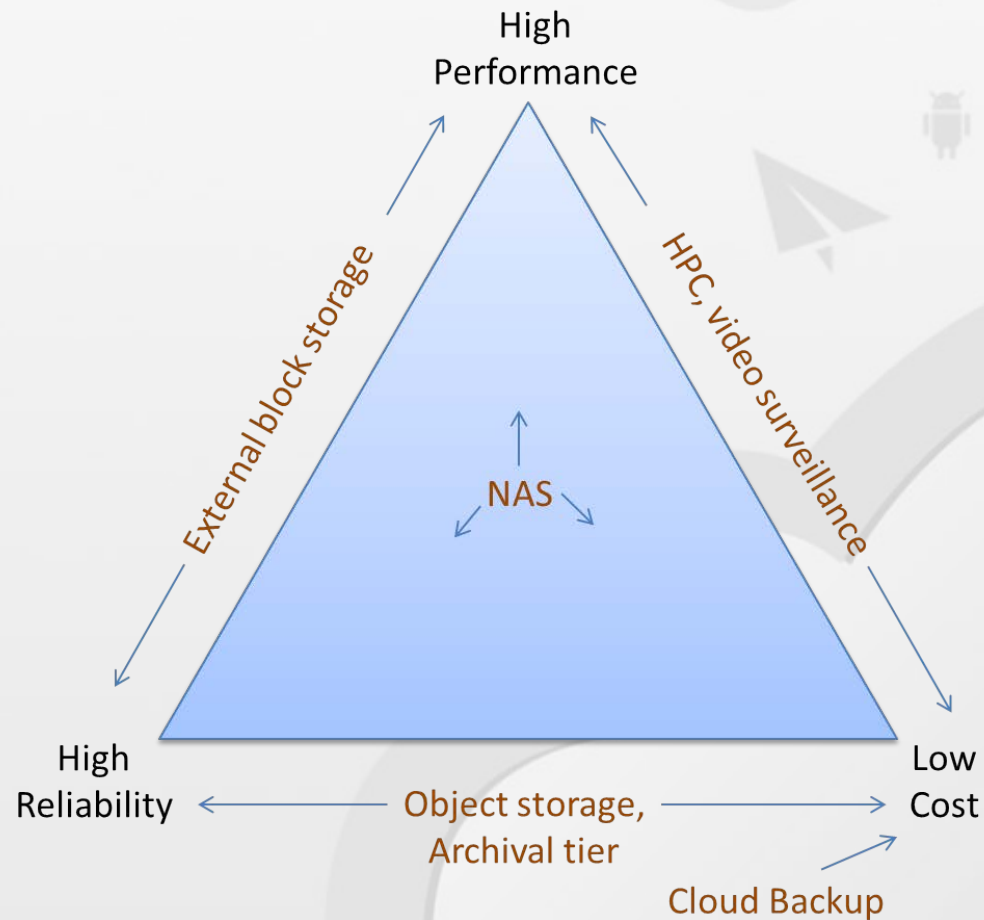 High
Performance
External block storage
HPC, video surveillance
NAS
High
Reliability
Object storage,
Archival tier
Low
Cost
Cloud Backup